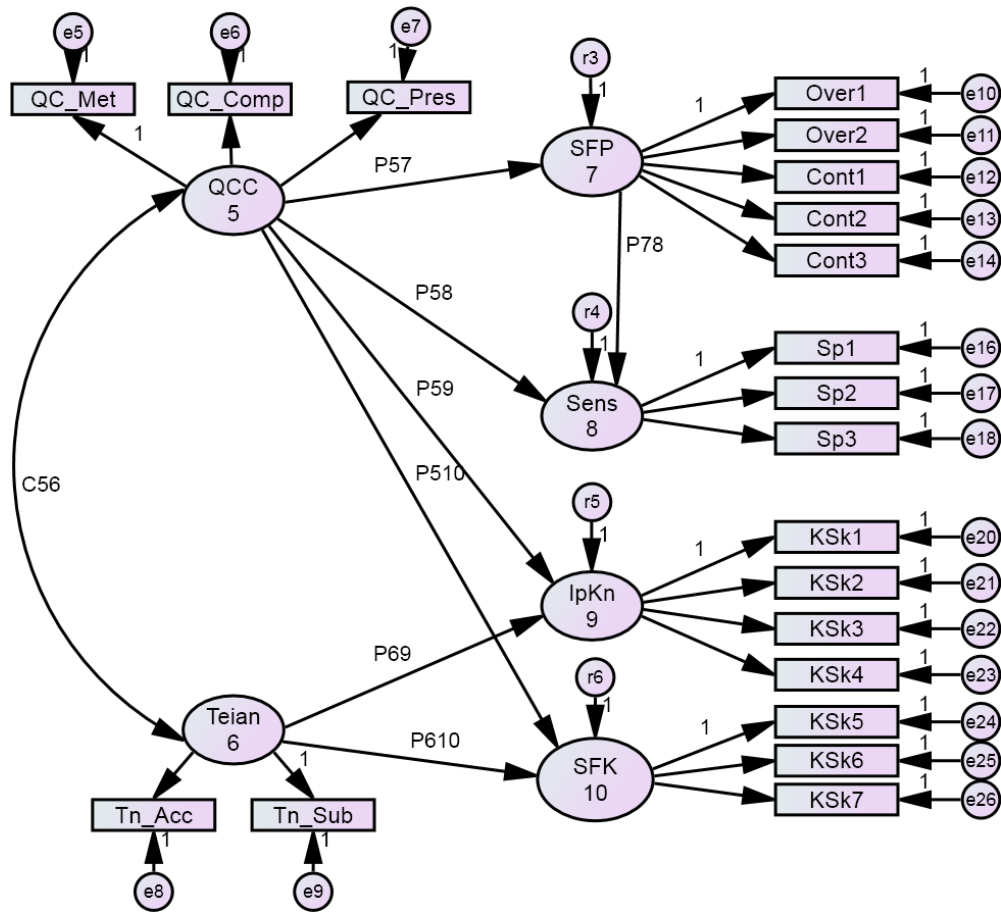 e5
e6
e7
1
1
1
QC_Met
QC_Comp
QC_Pres
1
QCC
5
P57
r3
1
SFP
7
1
Over1
1
e10
Over2
1
e11
Cont1
1
e12
Cont2
1
e13
Cont3
1
e14
P78
P58
r4
1
Sens
8
1
Sp1
1
e16
Sp2
1
e17
Sp3
1
e18
P59
P510
C56
r5
1
IpKn
9
1
KSk1
1
e20
KSk2
1
e21
KSk3
1
e22
KSk4
1
e23
P69
r6
1
Teian
6
P610
SFK
10
1
KSk5
1
e24
KSk6
1
e25
KSk7
1
e26
1
Tn_Acc
Tn_Sub
1
1
e8
e9